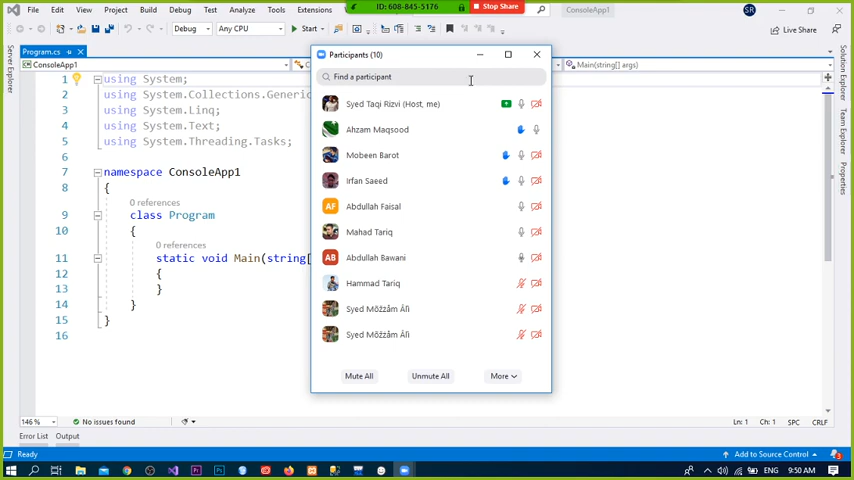 File Edit View Project Build Debug Test Analyze Tools Extensions
ID: 608-845-5176
Stop Share
ConsoleApp1
SR
Debug
Any CPU
Start
Live Share
Program.cs
ConsoleApp1
Main(string[] args)
Server Explorer
Solution Explorer
Team Explorer
Properties
1 using System;
2 using System.Collections.Generic
3 using System.Linq;
4 using System.Text;
5 using System.Threading.Tasks;
6
7 namespace ConsoleApp1
8 {
0 references
9 class Program
10 {
0 references
11 static void Main(string[
12 {
13 }
14 }
15 }
16
Participants (10)
Find a participant
Syed Taqi Rizvi (Host, me)
Ahzam Maqsood
Mobeen Barot
Irfan Saeed
AF Abdullah Faisal
Mahad Tariq
AB Abdullah Bawani
Hammad Tariq
Syed Mõžžåm Áľi
Syed Mõžžåm Áľi
Mute All Unmute All More
146 % No issues found Ln: 1 Ch: 1 SPC CRLF
Error List Output
Ready Add to Source Control 3
ENG 9:50 AM